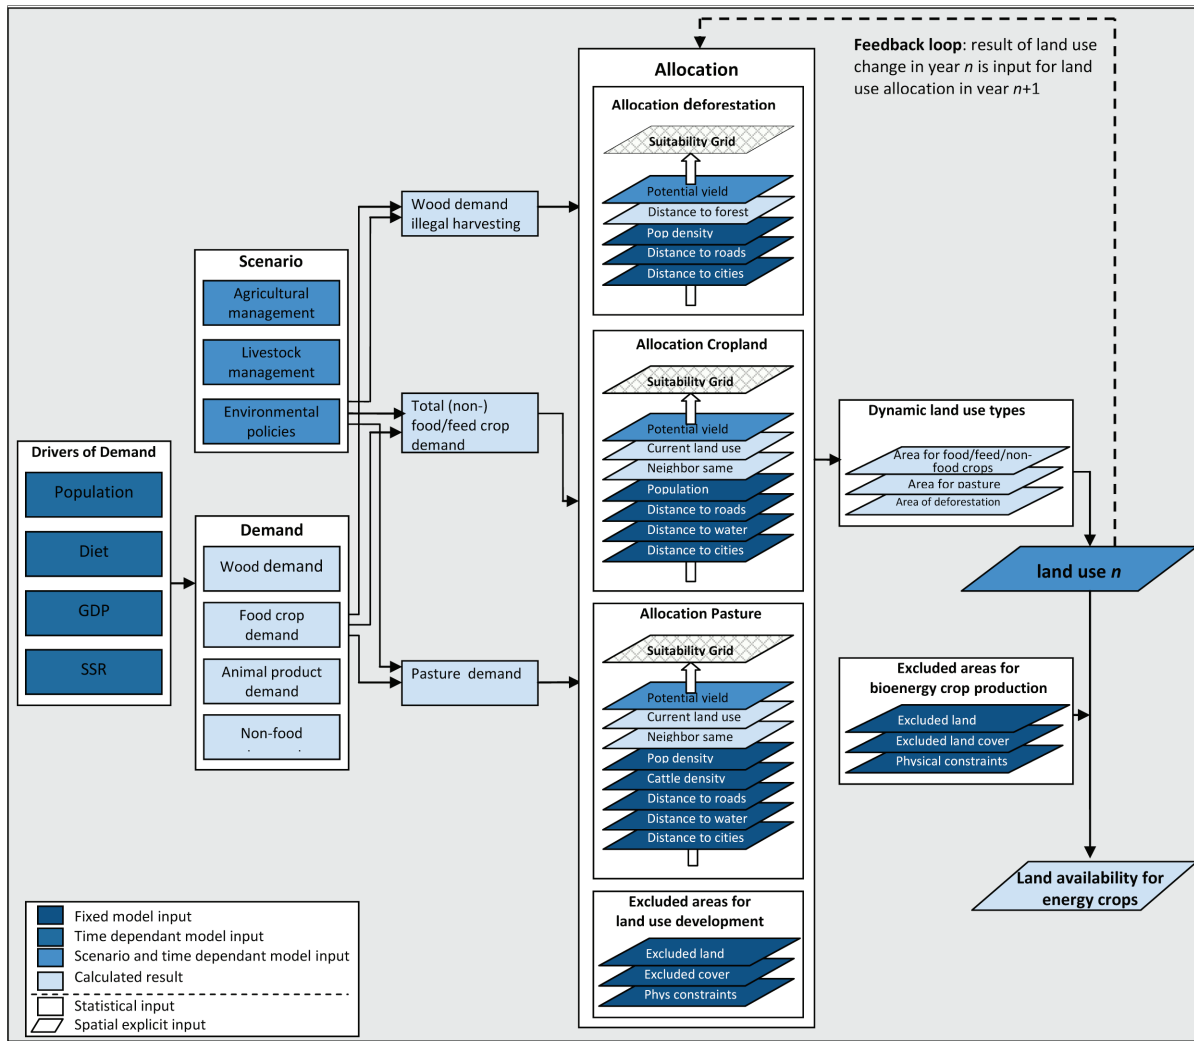 Feedback loop: result of land use
change in year n is input for land
use allocation in year n+1
Allocation
Allocation deforestation
Suitability Grid
Potential yield
Distance to forest
Pop density
Distance to roads
Distance to cities
Wood demand
illegal harvesting
Scenario
Agricultural
management
Livestock
management
Environmental
policies
Total (non-)
food/feed crop
demand
Allocation Cropland
Suitability Grid
Potential yield
Current land use
Neighbor same
Population
Distance to roads
Distance to water
Distance to cities
Dynamic land use types
Area for food/feed/non-
food crops
Area for pasture
Area of deforestation
Drivers of Demand
Population
Diet
GDP
SSR
Demand
Wood demand
Food crop
demand
Animal product
demand
Non-food
Pasture demand
Allocation Pasture
Suitability Grid
Potential yield
Current land use
Neighbor same
Pop density
Cattle density
Distance to roads
Distance to water
Distance to cities
land use n
Excluded areas for
bioenergy crop production
Excluded land
Excluded land cover
Physical constraints
Land availability for
energy crops
Excluded areas for
land use development
Excluded land
Excluded cover
Phys constraints
Fixed model input
Time dependant model input
Scenario and time dependant model input
Calculated result
Statistical input
Spatial explicit input